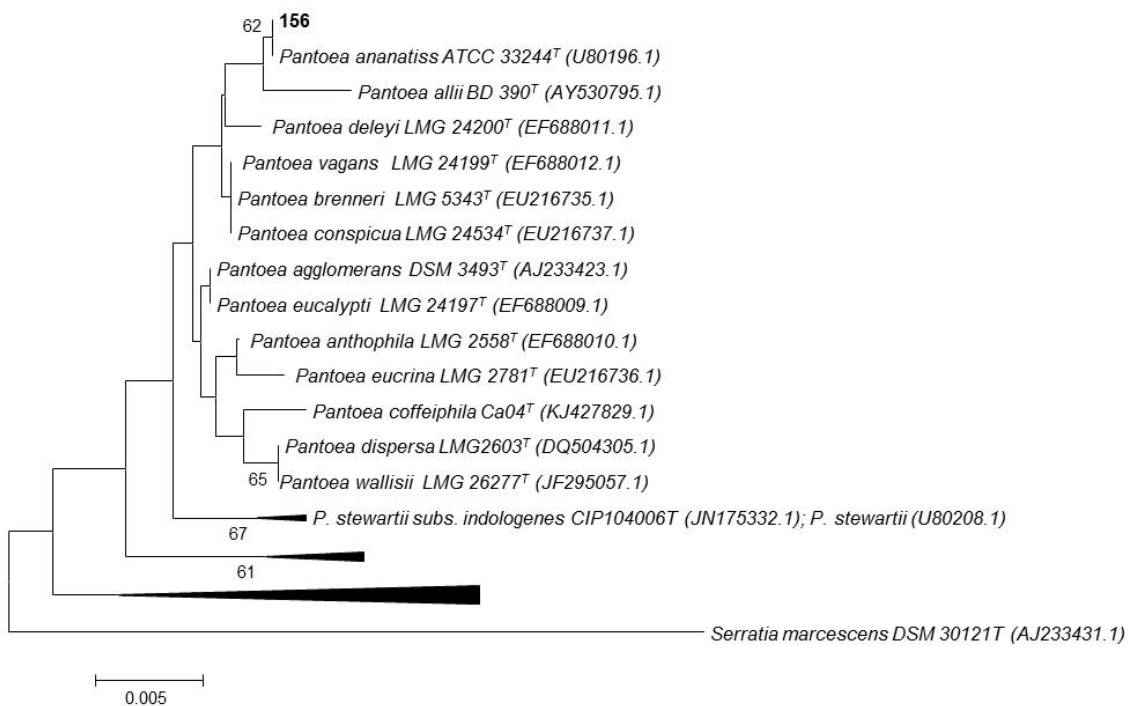 62
156
Pantoea ananatiss ATCC 33244ᵀ (U80196.1)
Pantoea allii BD 390ᵀ (AY530795.1)
Pantoea deleyi LMG 24200ᵀ (EF688011.1)
Pantoea vagans LMG 24199ᵀ (EF688012.1)
Pantoea brenneri LMG 5343ᵀ (EU216735.1)
Pantoea conspicua LMG 24534ᵀ (EU216737.1)
Pantoea agglomerans DSM 3493ᵀ (AJ233423.1)
Pantoea eucalypti LMG 24197ᵀ (EF688009.1)
Pantoea anthophila LMG 2558ᵀ (EF688010.1)
Pantoea eucrina LMG 2781ᵀ (EU216736.1)
Pantoea coffeiphila Ca04ᵀ (KJ427829.1)
Pantoea dispersa LMG2603ᵀ (DQ504305.1)
65
Pantoea wallisii LMG 26277ᵀ (JF295057.1)
P. stewartii subs. indologenes CIP104006T (JN175332.1); P. stewartii (U80208.1)
67
61
Serratia marcescens DSM 30121T (AJ233431.1)
0.005